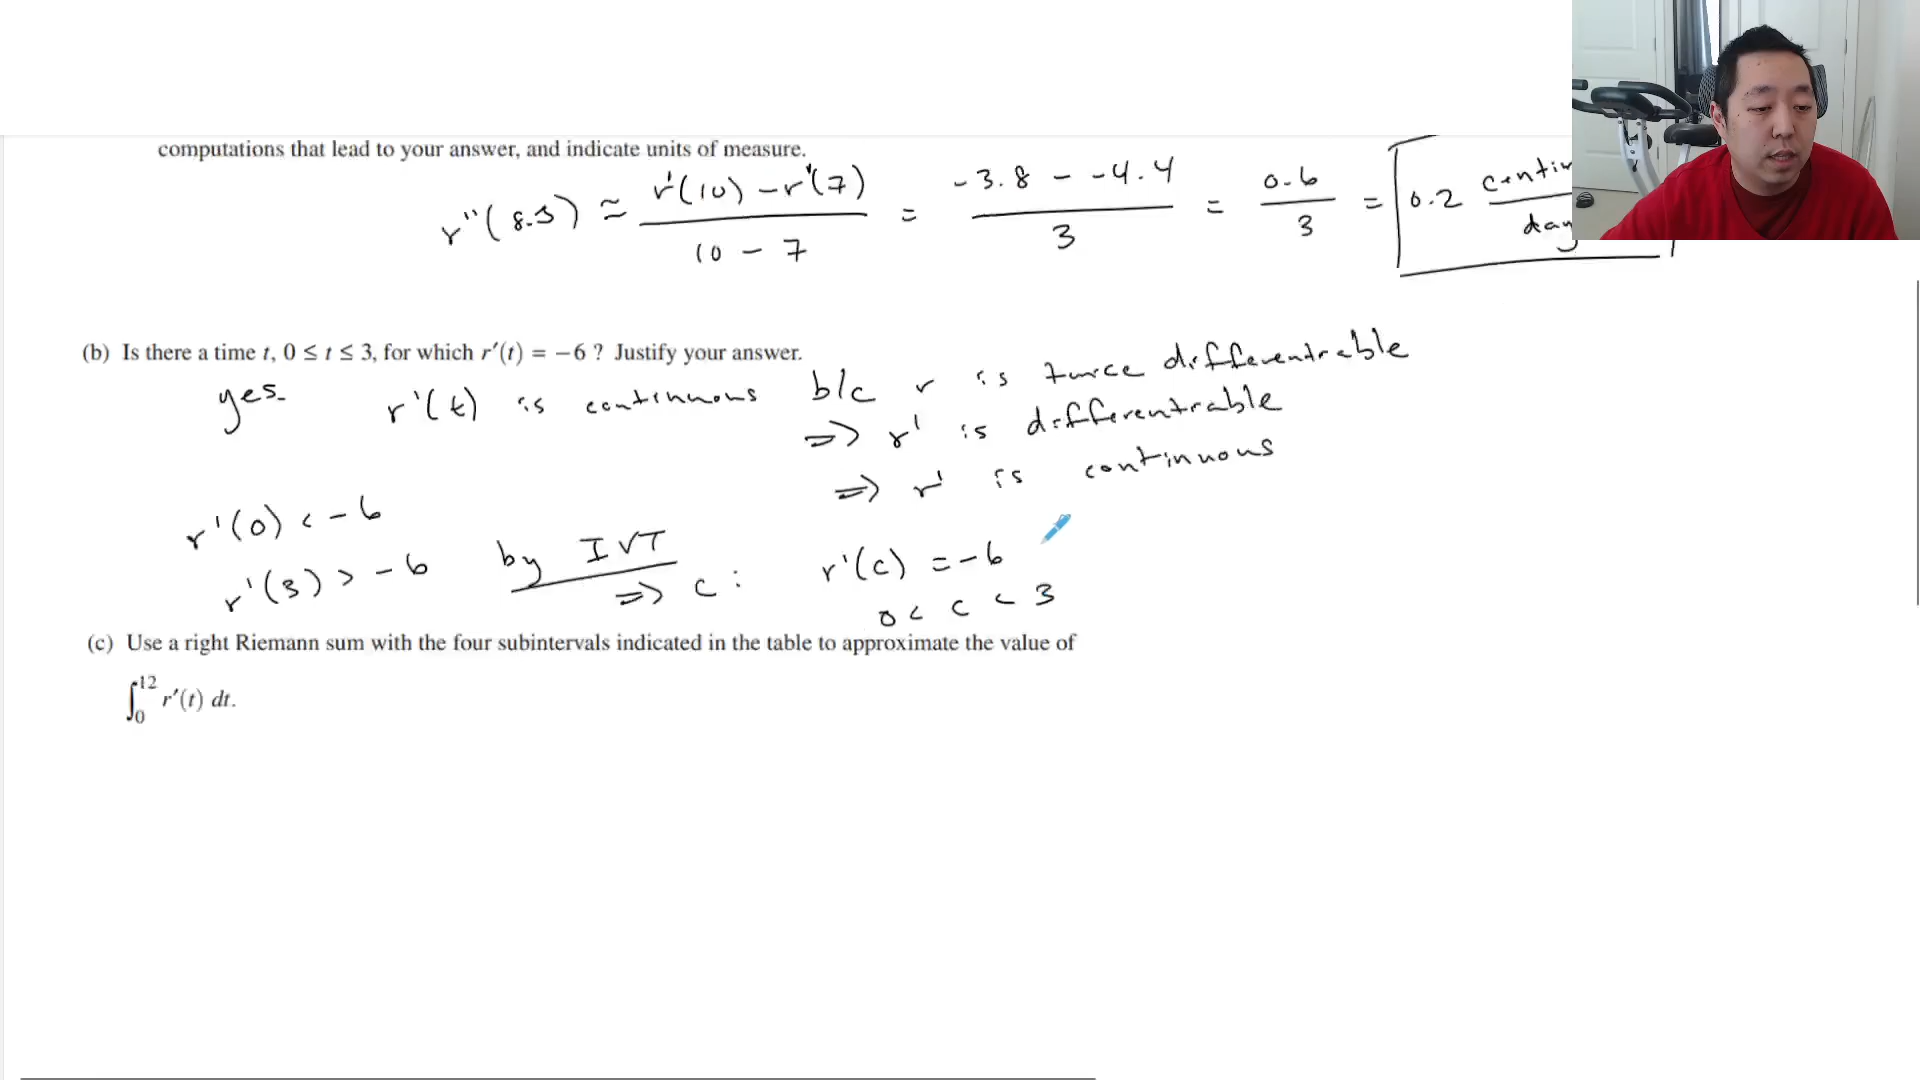 computations that lead to your answer, and indicate units of measure.
r''(8.5) ≈ r'(10) - r'(7) / 10 - 7 = -3.8 - -4.4 / 3 = 0.6 / 3 = 0.2
(b) Is there a time t, 0 ≤ t ≤ 3, for which r′(t) = −6 ? Justify your answer.
yes. r'(t) is continuous b/c r is twice differentiable
=> r' is differentiable
=> r' is continuous
r'(0) < -6
r'(3) > -6 by IVT => c: r'(c) = -6
0 < c < 3
(c) Use a right Riemann sum with the four subintervals indicated in the table to approximate the value of
∫₀¹² r′(t) dt.